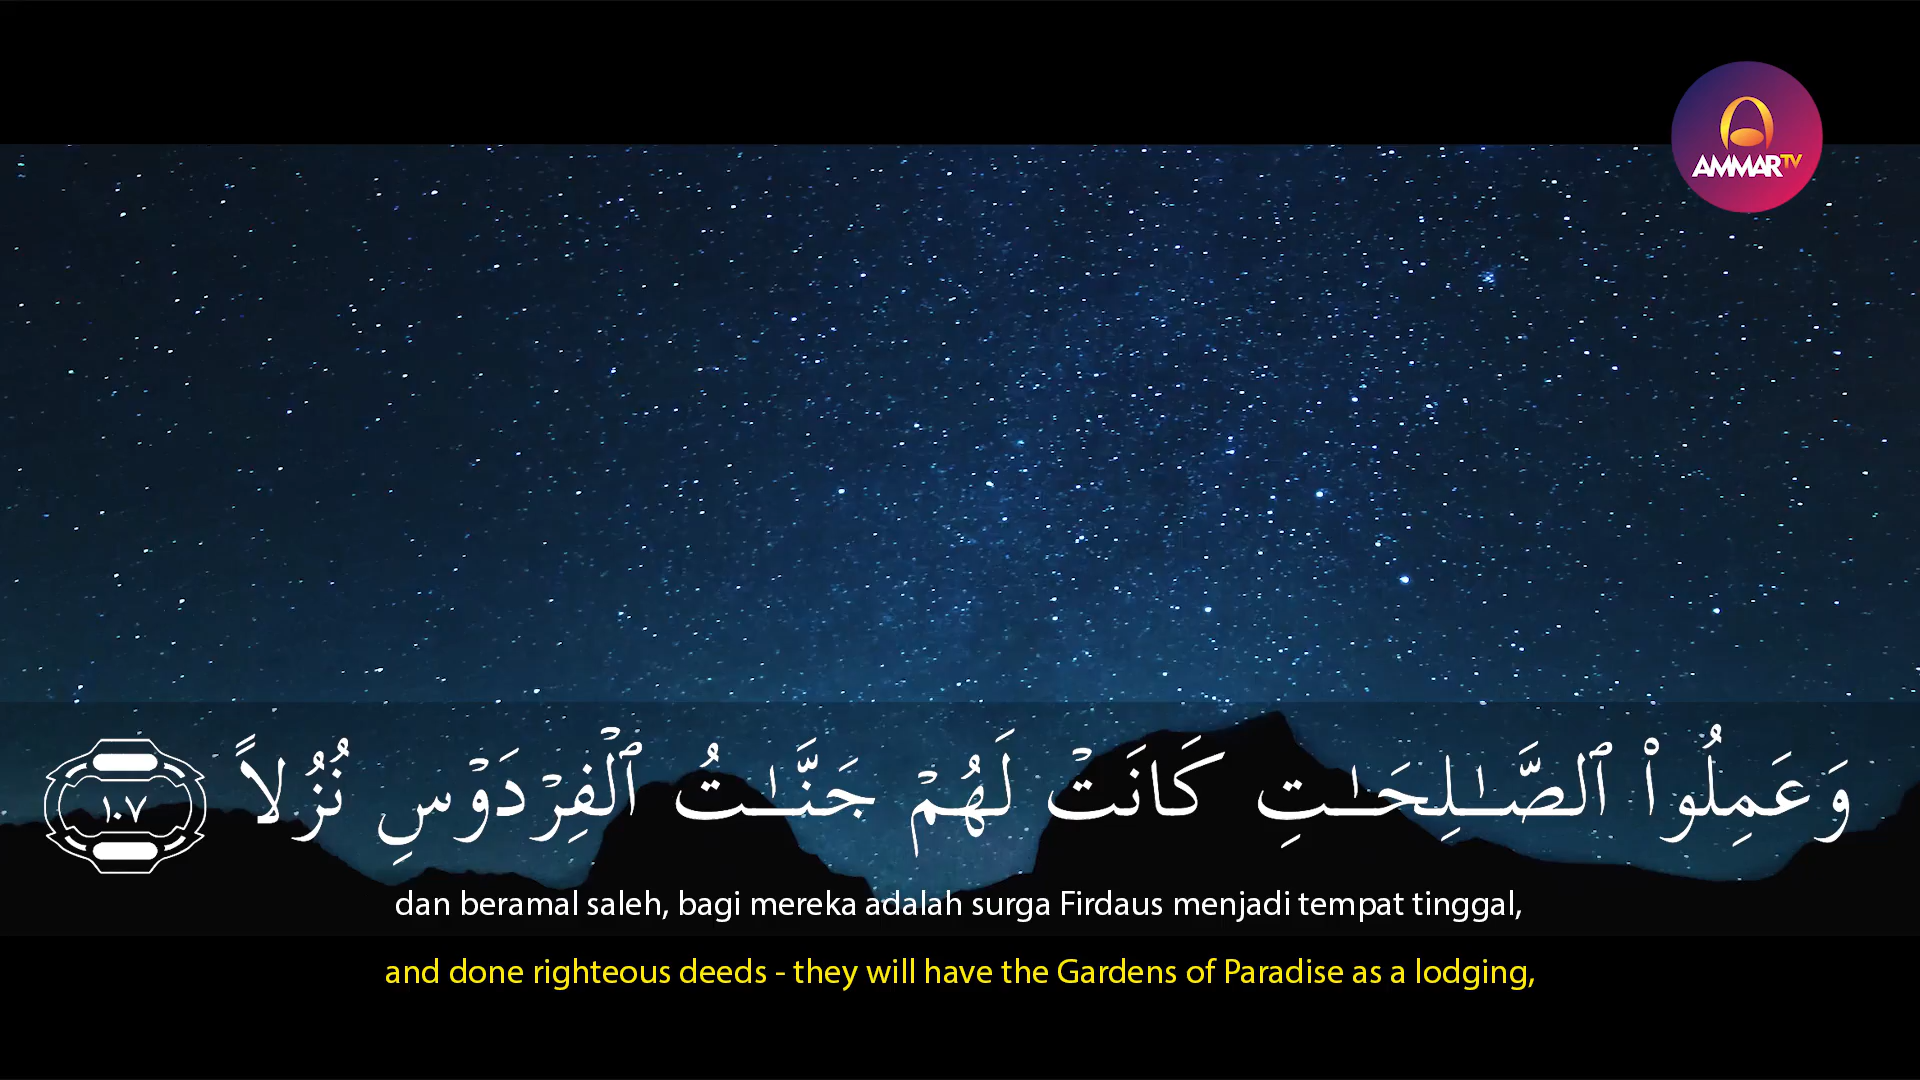 AMMARTV
وَعَمِلُوا۟ ٱلصَّـٰلِحَـٰتِ كَانَتْ لَهُمْ جَنَّـٰتُ ٱلْفِرْدَوْسِ نُزُلاً ١٠٧
dan beramal saleh, bagi mereka adalah surga Firdaus menjadi tempat tinggal,
and done righteous deeds - they will have the Gardens of Paradise as a lodging,